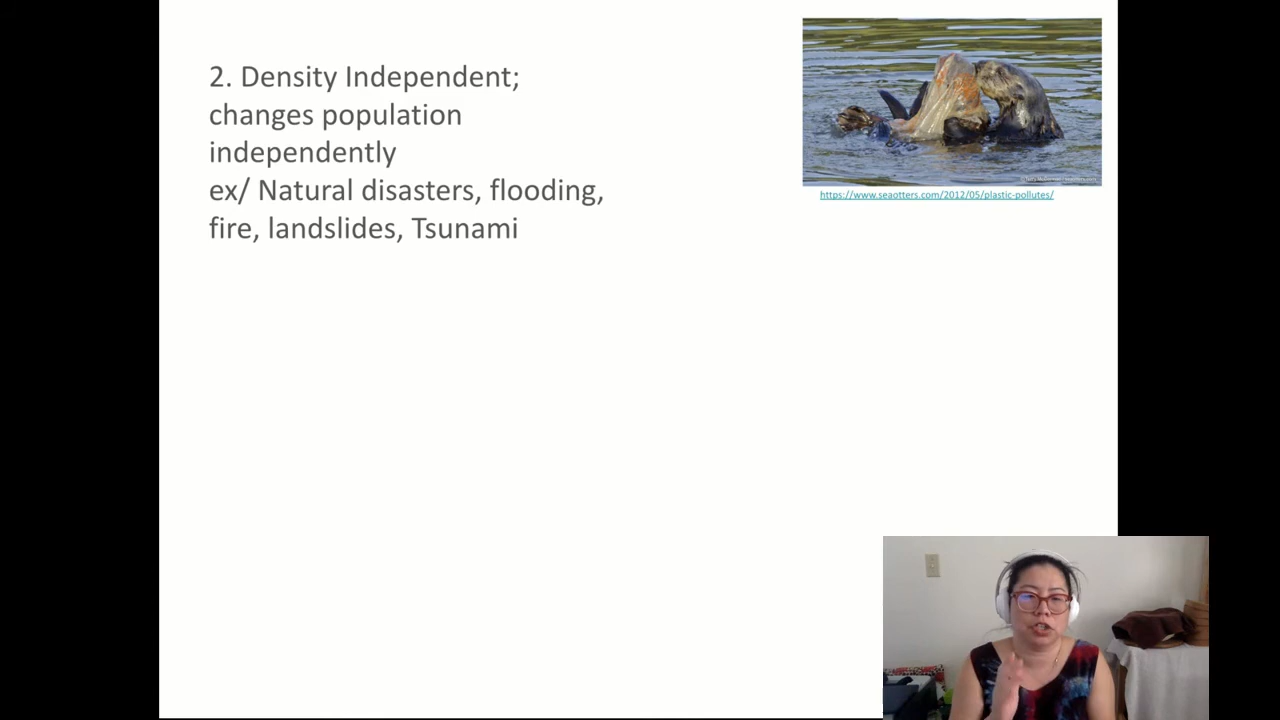 2. Density Independent;
changes population
independently
ex/ Natural disasters, flooding,
fire, landslides, Tsunami
https://www.seaotters.com/2012/05/plastic-pollutes/